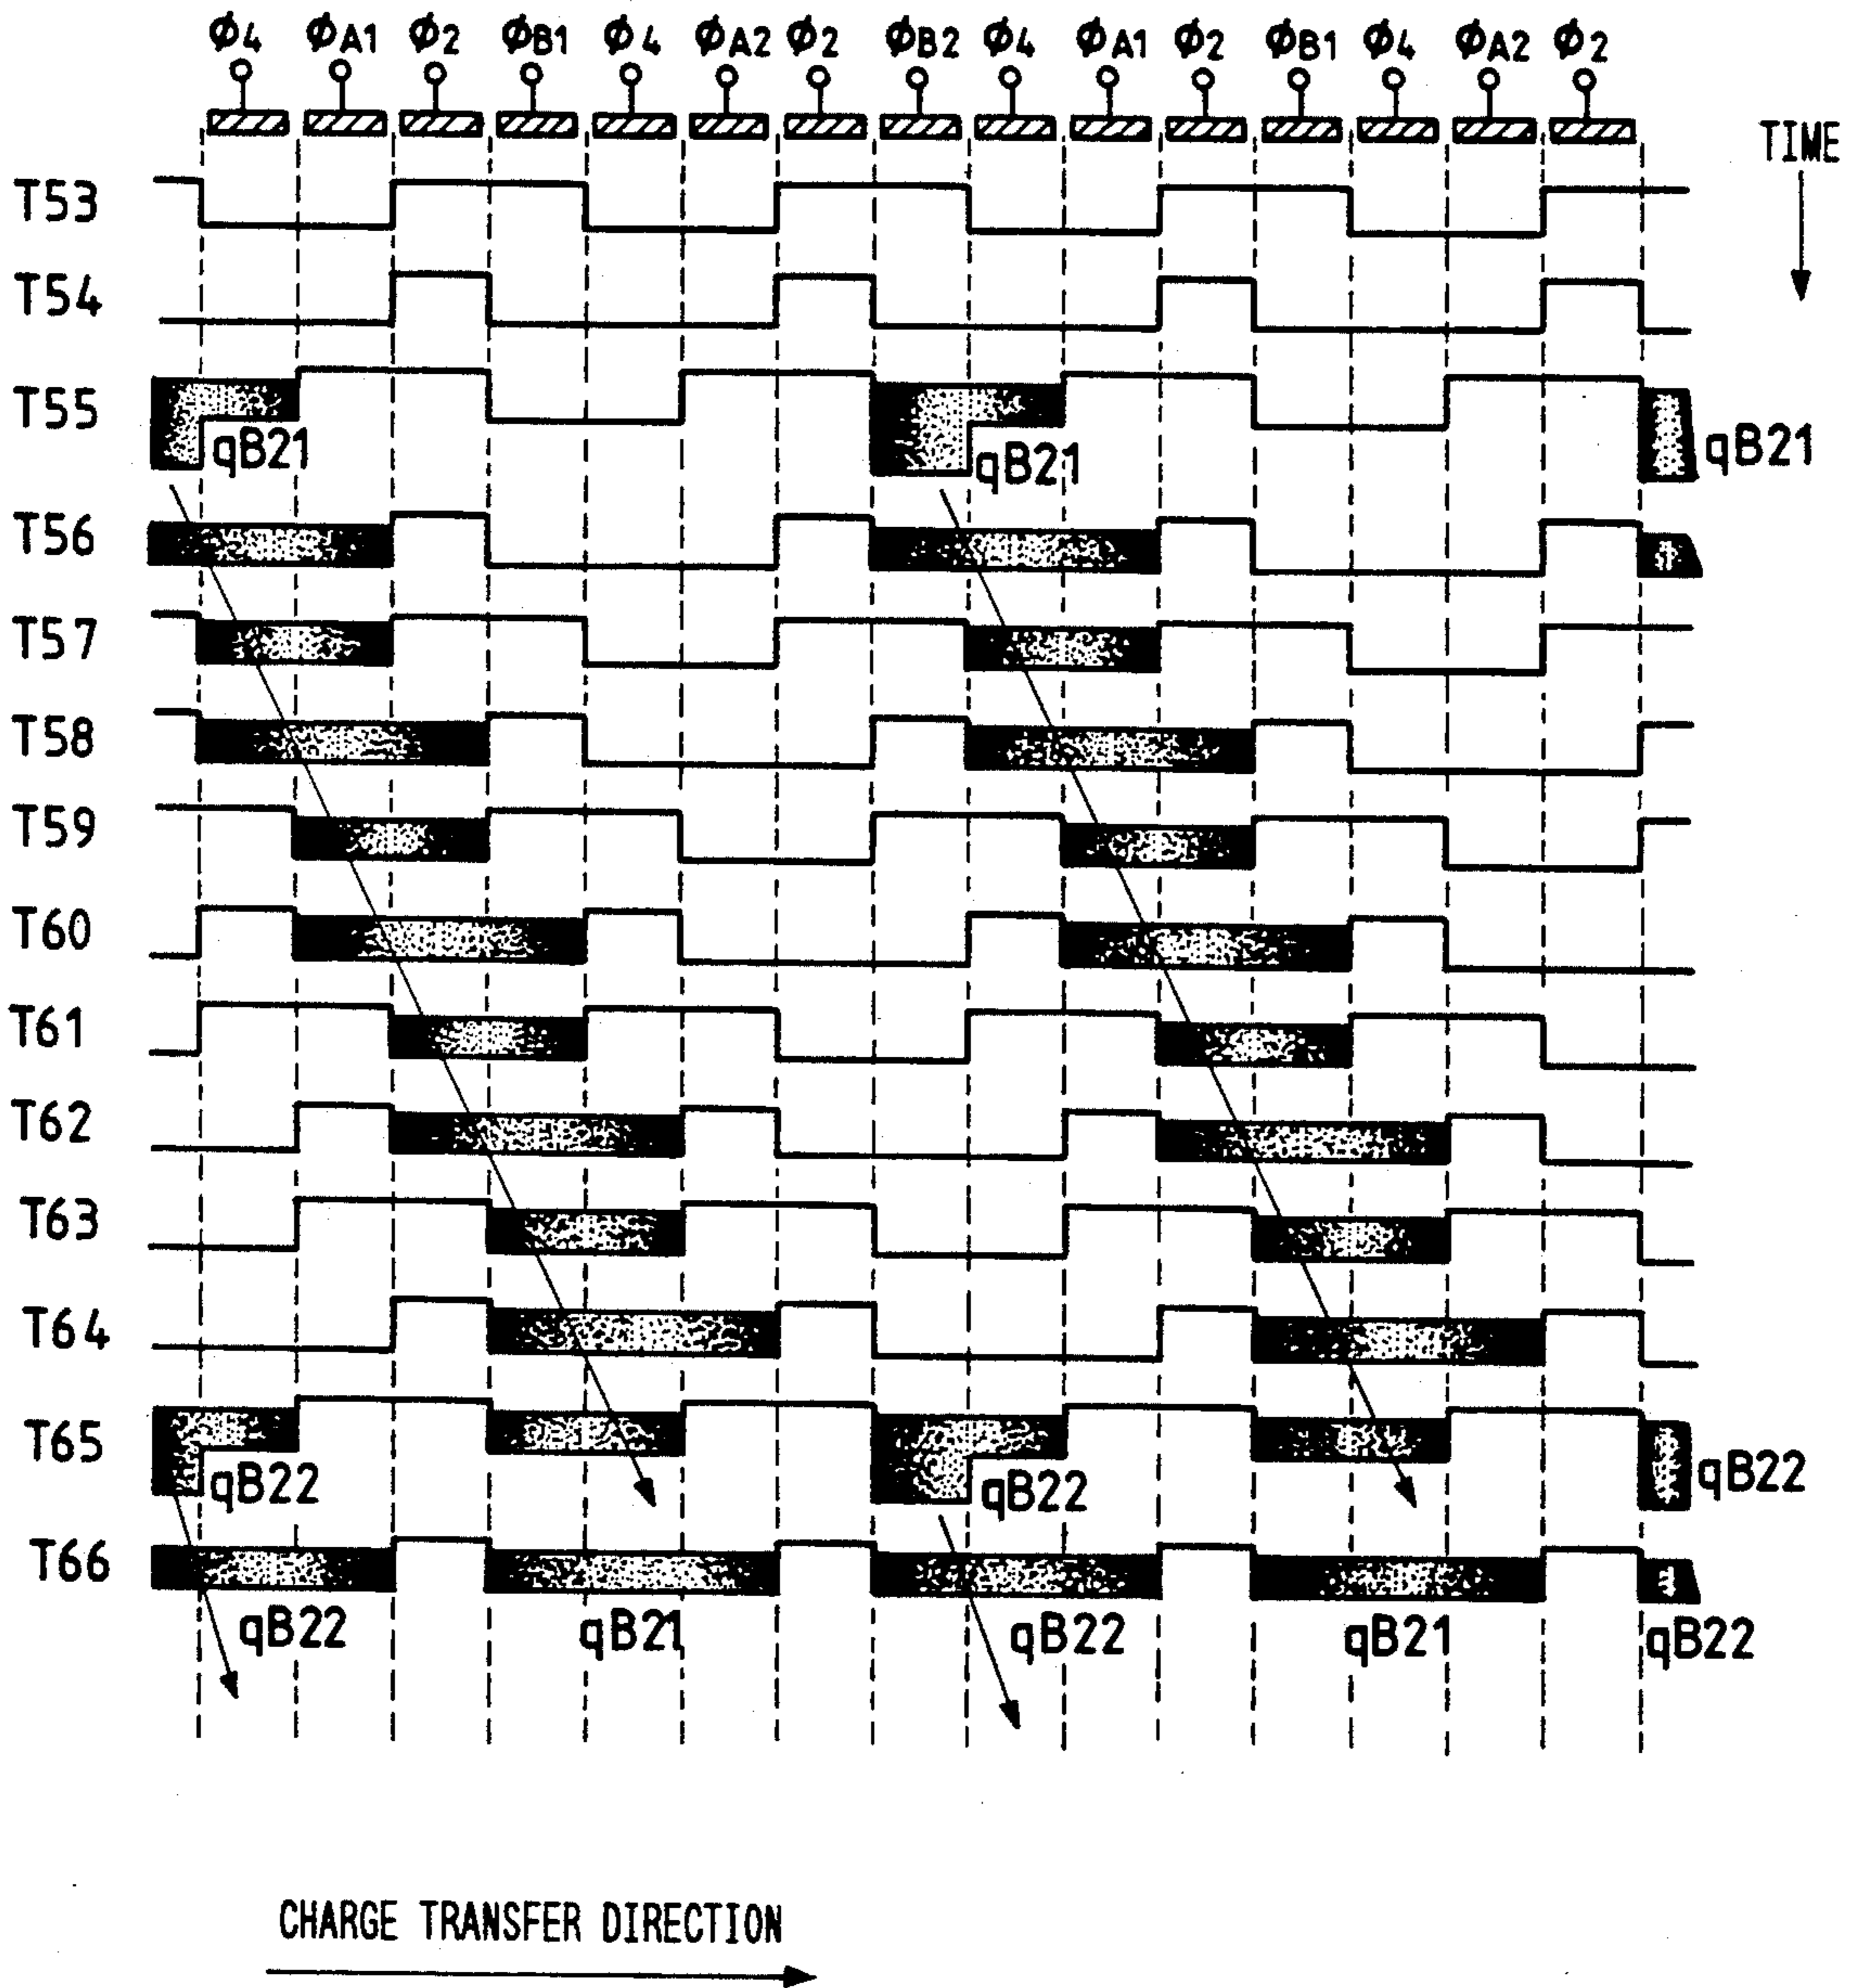 ϕ4 ϕA1 ϕ2 ϕB1 ϕ4 ϕA2 ϕ2 ϕB2 ϕ4 ϕA1 ϕ2 ϕB1 ϕ4 ϕA2 ϕ2
TIME
T53
T54
T55
qB21 qB21 qB21
T56
T57
T58
T59
T60
T61
T62
T63
T64
T65
qB22 qB22 qB22
T66
qB22 qB21 qB22 qB21 qB22
CHARGE TRANSFER DIRECTION